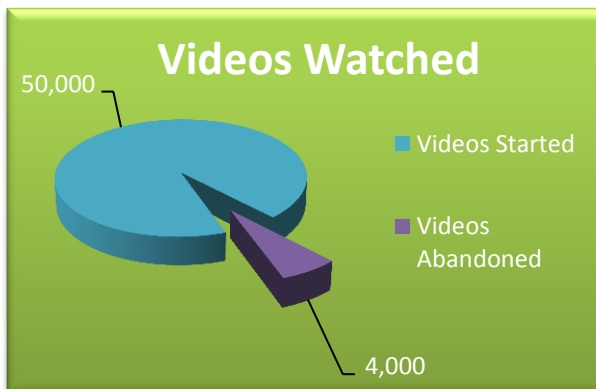 Videos Watched
50,000
Videos Started
Videos
Abandoned
4,000